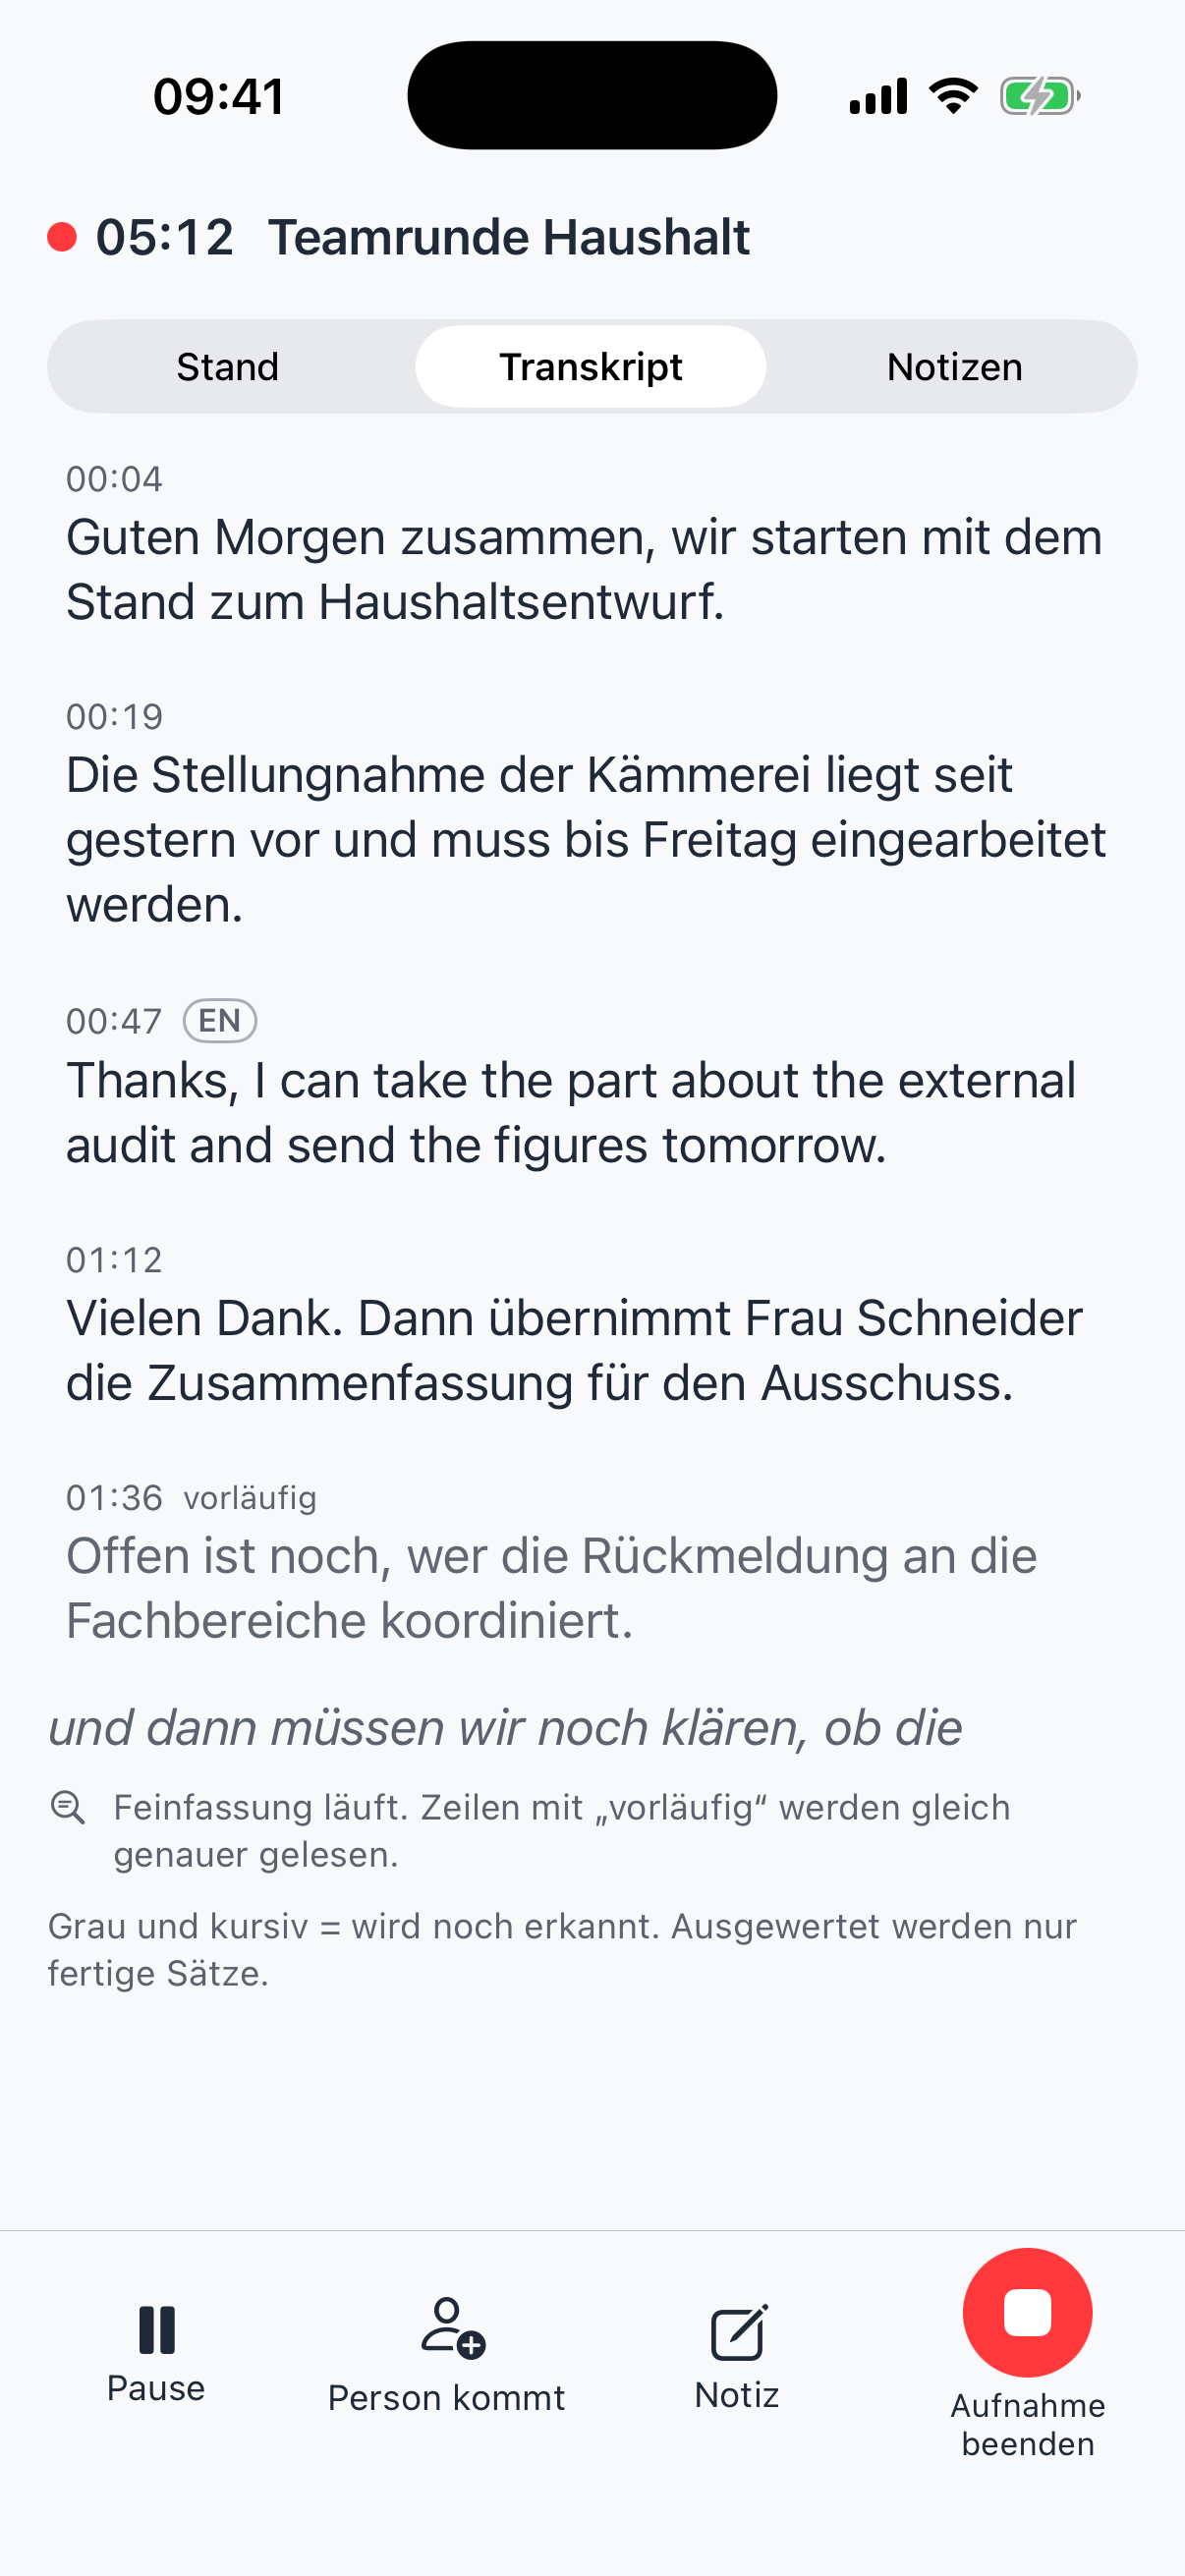 09:41
05:12 Teamrunde Haushalt
Stand Transkript Notizen
00:04
Guten Morgen zusammen, wir starten mit dem
Stand zum Haushaltsentwurf.
00:19
Die Stellungnahme der Kämmerei liegt seit
gestern vor und muss bis Freitag eingearbeitet
werden.
00:47 EN
Thanks, I can take the part about the external
audit and send the figures tomorrow.
01:12
Vielen Dank. Dann übernimmt Frau Schneider
die Zusammenfassung für den Ausschuss.
01:36 vorläufig
Offen ist noch, wer die Rückmeldung an die
Fachbereiche koordiniert.
und dann müssen wir noch klären, ob die
Feinfassung läuft. Zeilen mit „vorläufig“ werden gleich
genauer gelesen.
Grau und kursiv = wird noch erkannt. Ausgewertet werden nur
fertige Sätze.
Pause Person kommt Notiz Aufnahme
beenden